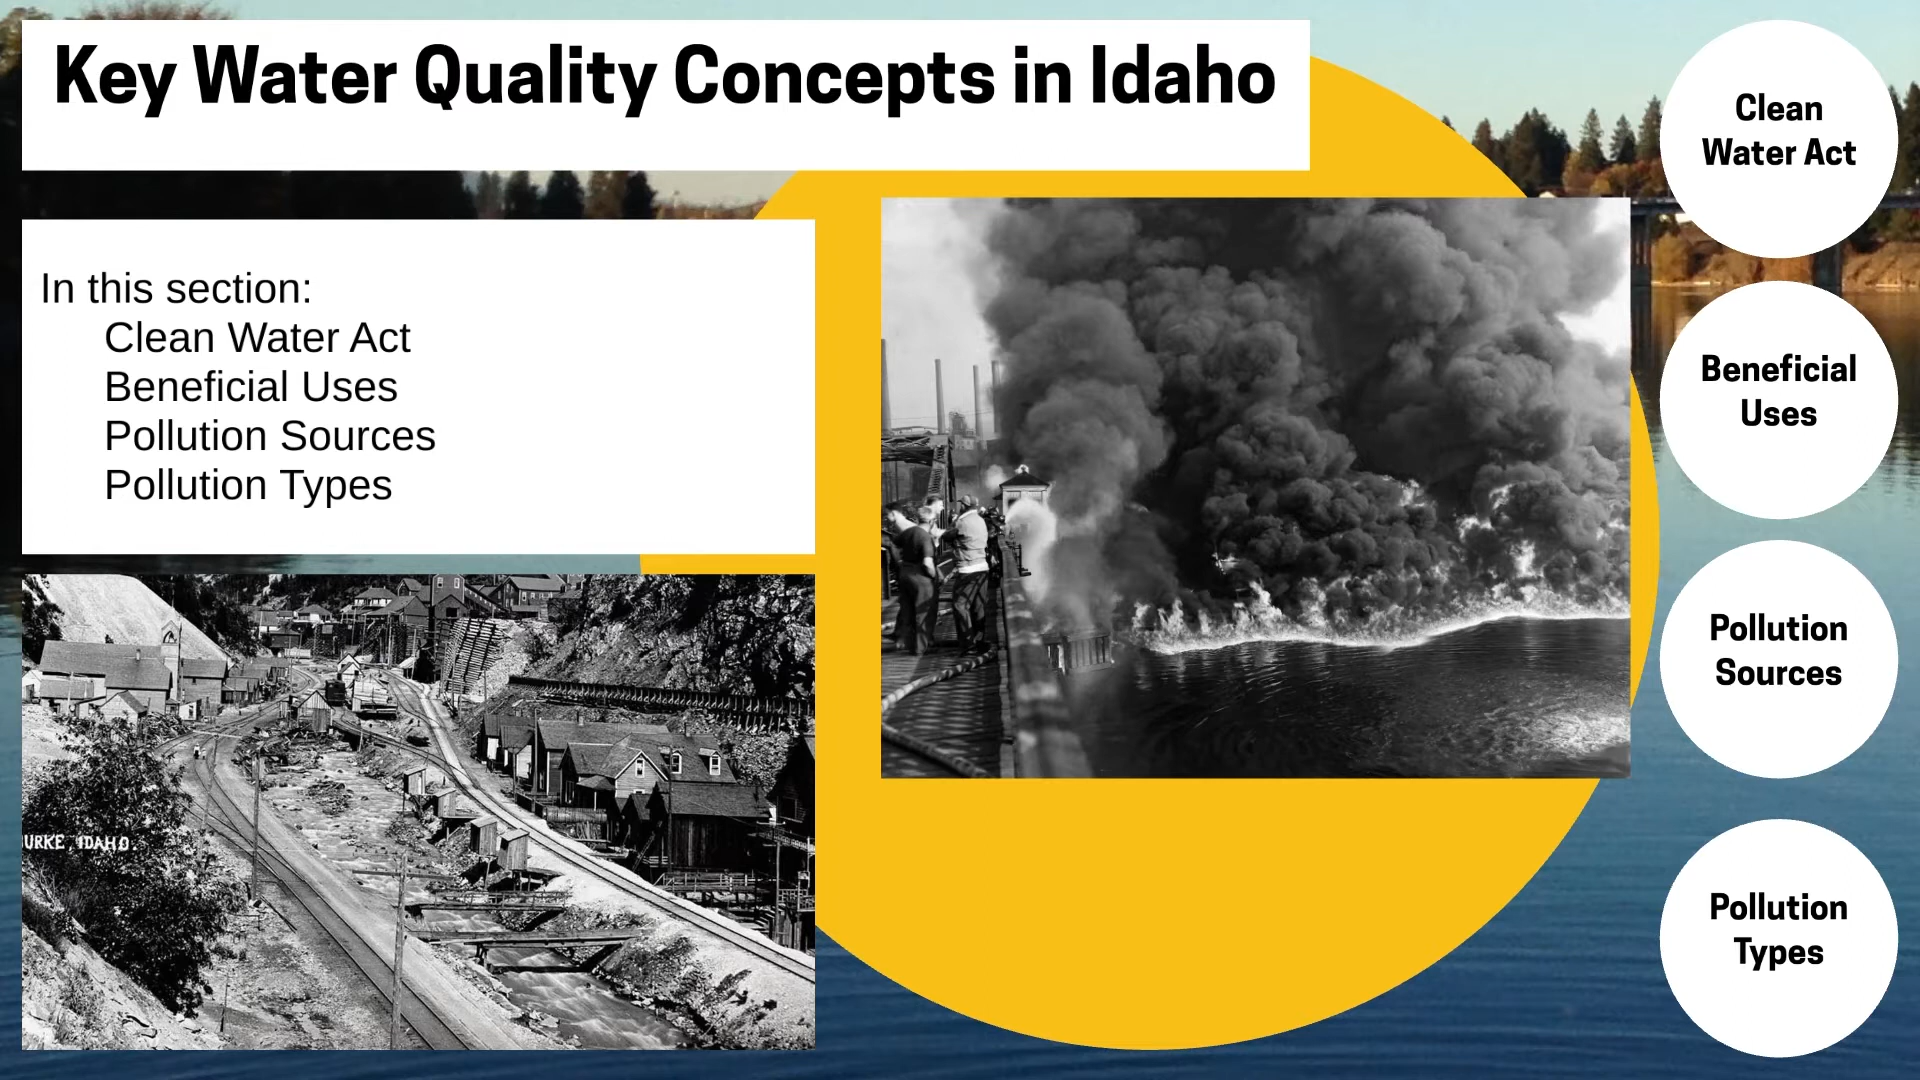 Key Water Quality Concepts in Idaho
In this section:
Clean Water Act
Beneficial Uses
Pollution Sources
Pollution Types
URKE, IDAHO.
Clean
Water Act
Beneficial
Uses
Pollution
Sources
Pollution
Types